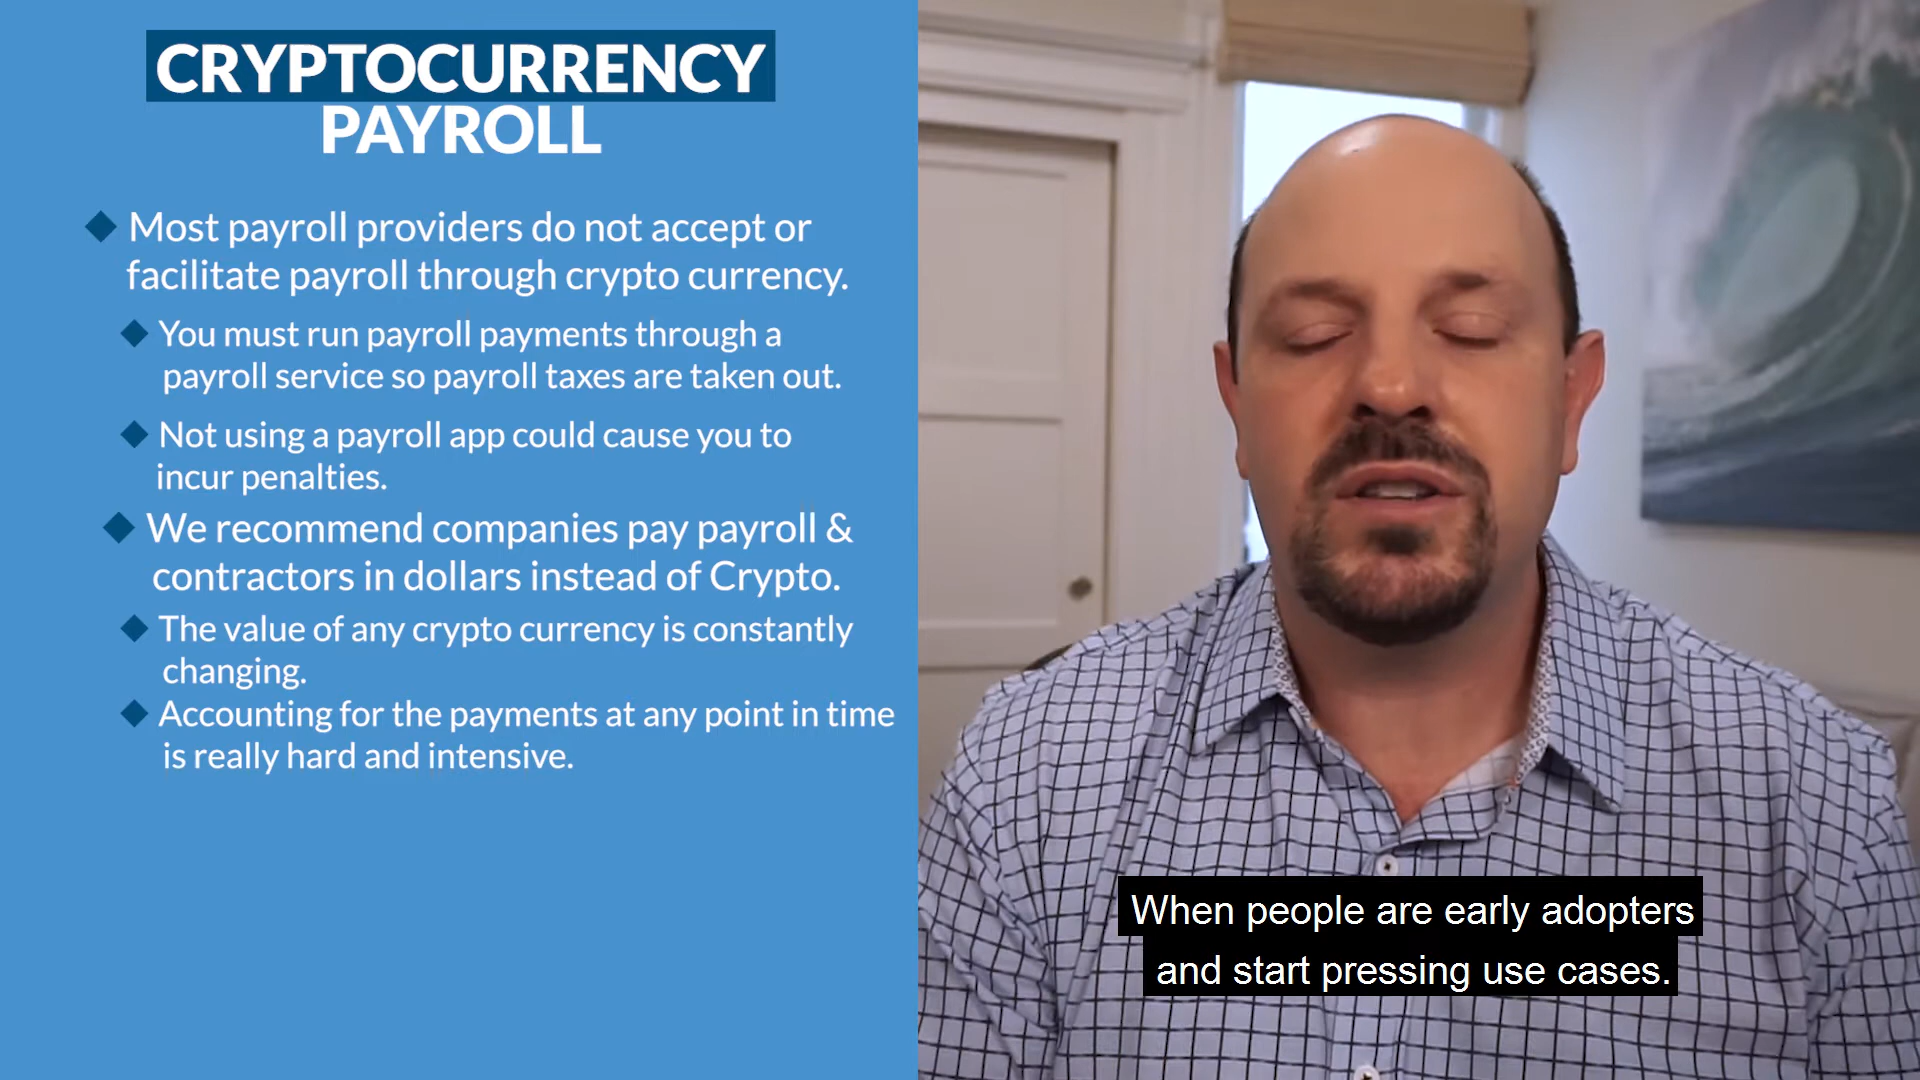 CRYPTOCURRENCY
PAYROLL
Most payroll providers do not accept or
facilitate payroll through crypto currency.
You must run payroll payments through a
payroll service so payroll taxes are taken out.
Not using a payroll app could cause you to
incur penalties.
We recommend companies pay payroll &
contractors in dollars instead of Crypto.
The value of any crypto currency is constantly
changing.
Accounting for the payments at any point in time
is really hard and intensive.
When people are early adopters
and start pressing use cases.